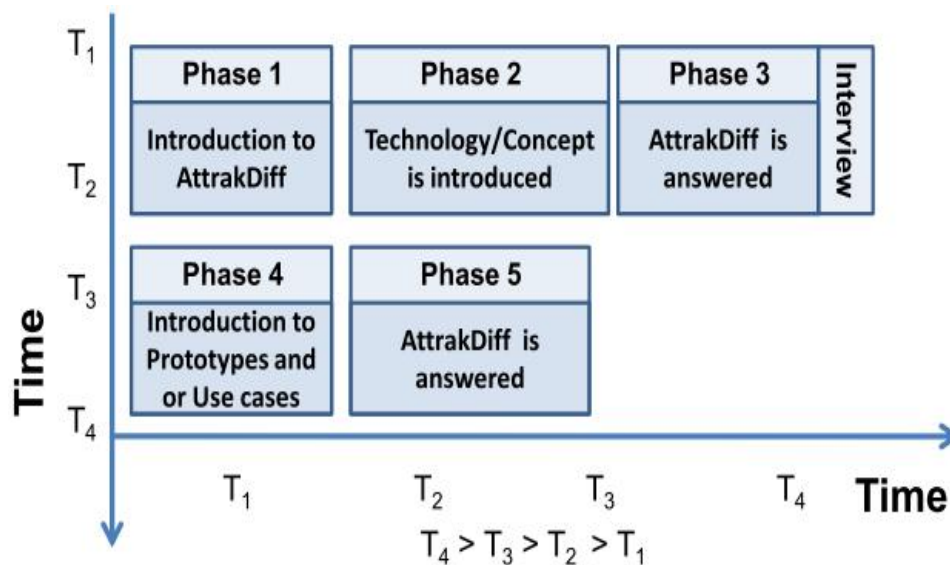 T₁
Phase 1
Phase 2
Phase 3
Interview
Introduction to
AttrakDiff
Technology/Concept
is introduced
AttrakDiff is
answered
T₂
Phase 4
Phase 5
T₃
Introduction to
Prototypes and
or Use cases
AttrakDiff is
answered
Time
T₄
T₁
T₂
T₃
T₄
Time
T₄ > T₃ > T₂ > T₁